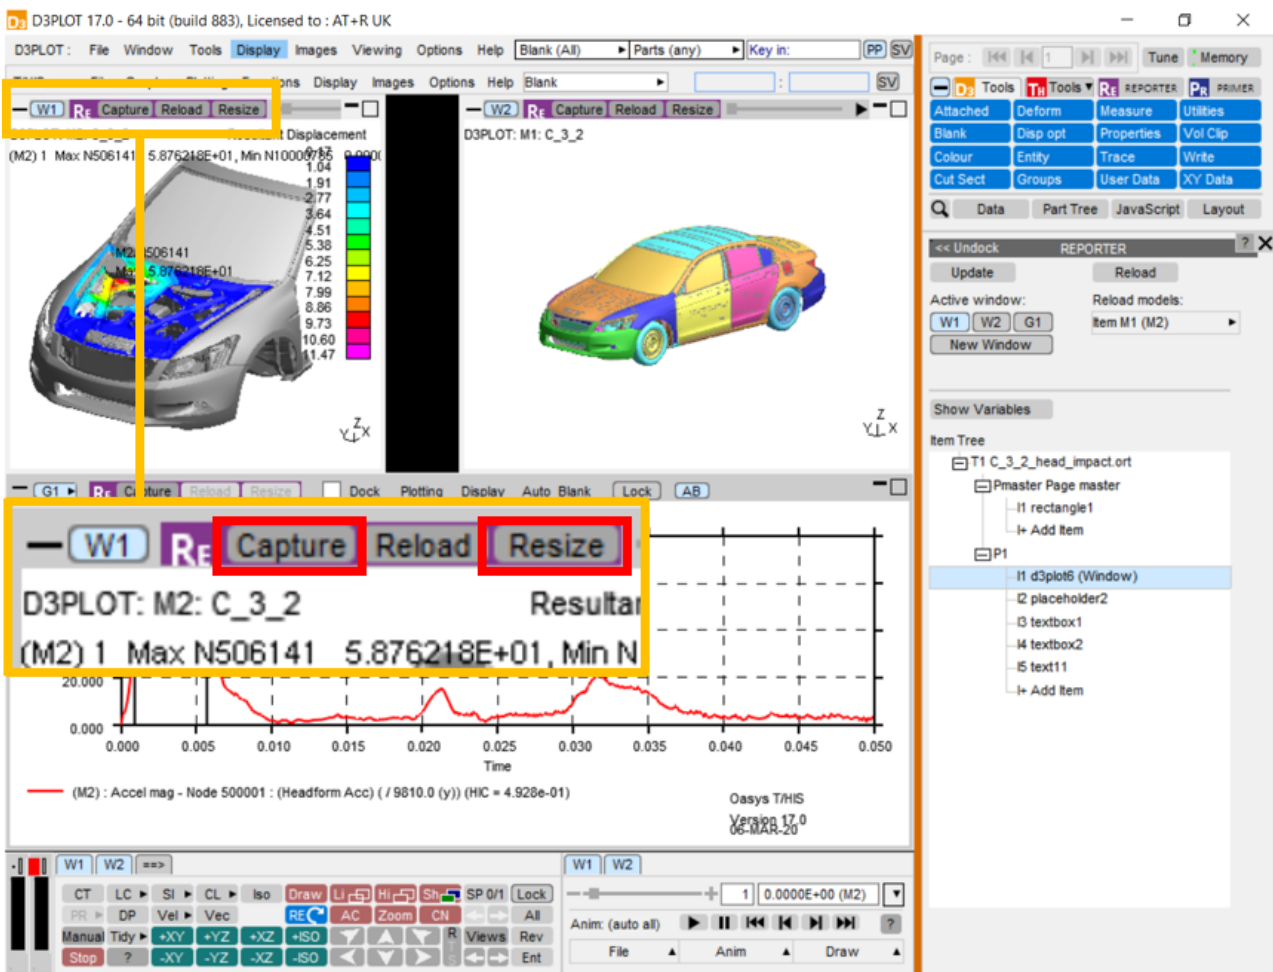 D3 D3PLOT 17.0 - 64 bit (build 883), Licensed to : AT+R UK
D3PLOT : File Window Tools Display Images Viewing Options Help Blank (All) Parts (any) Key in: PP SV
Display Images Options Help Blank : SV
W1 RE Capture Reload Resize
W2 RE Capture Reload Resize
Displacement
(M2) 1 Max N506141 5.876218E+01, Min N10000785
1.04
1.91
2.77
3.64
4.51
5.38
6.25
7.12
7.99
8.86
9.73
10.60
11.47
M2: N506141
Max 5.876218E+01
Z
Y X
D3PLOT: M1: C_3_2
Z
Y X
G1 RE Capture Reload Resize Dock Plotting Display Auto Blank Lock AB
W1 RE Capture Reload Resize
D3PLOT: M2: C_3_2 Resultan
(M2) 1 Max N506141 5.876218E+01, Min N
20.000
0.000
0.000 0.005 0.010 0.015 0.020 0.025 0.030 0.035 0.040 0.045 0.050
Time
(M2) : Accel mag - Node 500001 : (Headform Acc) ( / 9810.0 (y)) (HIC = 4.928e-01)
Oasys T/HIS
Version 17.0
06-MAR-20
W1 W2 ==>
CT LC SI CL Iso Draw Li Hi Sh SP 0/1 Lock
PR DP Vel Vec RE AC Zoom CN All
Manual Tidy +XY +YZ +XZ +ISO R Views Rev
Stop ? -XY -YZ -XZ -ISO S Ent
W1 W2
1 0.0000E+00 (M2)
Anim: (auto all) ?
File Anim Draw
Page : 1 Tune Memory
D3 Tools TH Tools RE REPORTER PR PRIMER
Attached Deform Measure Utilities
Blank Disp opt Properties Vol Clip
Colour Entity Trace Write
Cut Sect Groups User Data XY Data
Data Part Tree JavaScript Layout
<< Undock REPORTER ? X
Update Reload
Active window: Reload models:
W1 W2 G1 Item M1 (M2)
New Window
Show Variables
Item Tree
T1 C_3_2_head_impact.ort
Pmaster Page master
I1 rectangle1
I+ Add Item
P1
I1 d3plot6 (Window)
I2 placeholder2
I3 textbox1
I4 textbox2
I5 text11
I+ Add Item